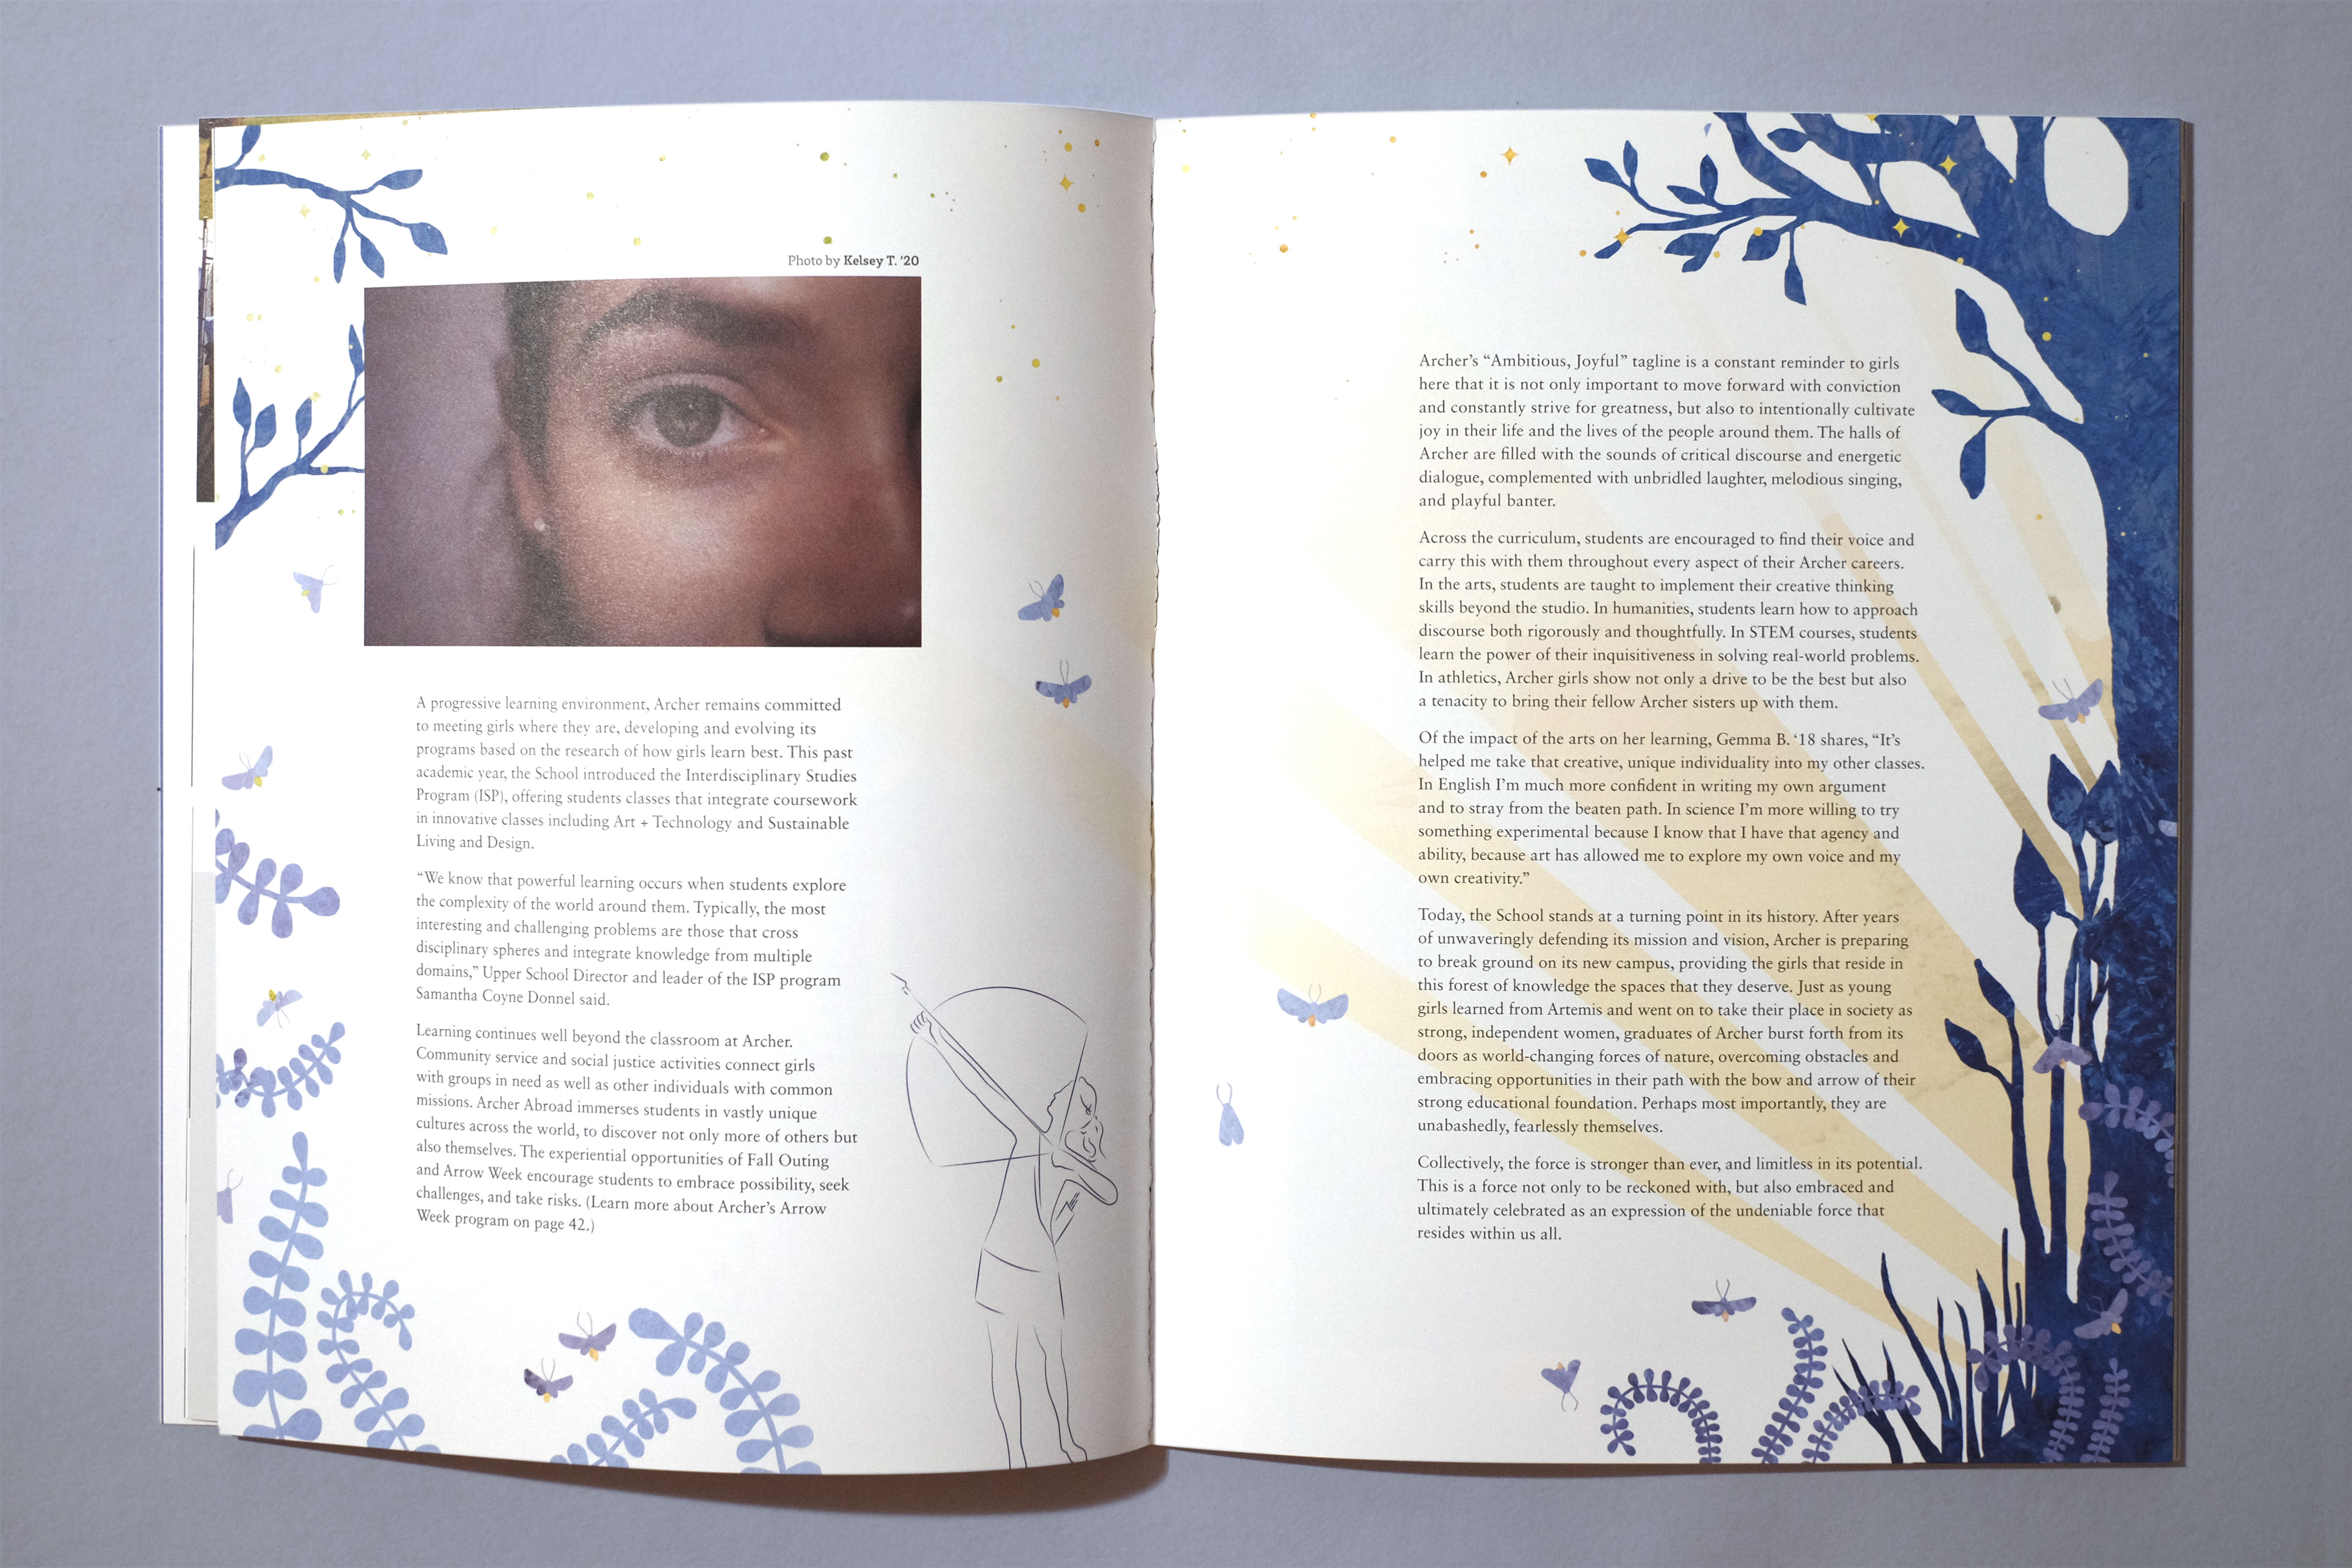 Photo by Kelsey T. ‘20
A progressive learning environment, Archer remains committed
to meeting girls where they are, developing and evolving its
programs based on the research of how girls learn best. This past
academic year, the School introduced the Interdisciplinary Studies
Program (ISP), offering students classes that integrate coursework
in innovative classes including Art + Technology and Sustainable
Living and Design.
“We know that powerful learning occurs when students explore
the complexity of the world around them. Typically, the most
interesting and challenging problems are those that cross
disciplinary spheres and integrate knowledge from multiple
domains,” Upper School Director and leader of the ISP program
Samantha Coyne Donnel said.
Learning continues well beyond the classroom at Archer.
Community service and social justice activities connect girls
with groups in need as well as other individuals with common
missions. Archer Abroad immerses students in vastly unique
cultures across the world, to discover not only more of others but
also themselves. The experiential opportunities of Fall Outing
and Arrow Week encourage students to embrace possibility, seek
challenges, and take risks. (Learn more about Archer’s Arrow
Week program on page 42.)
Archer’s “Ambitious, Joyful” tagline is a constant reminder to girls
here that it is not only important to move forward with conviction
and constantly strive for greatness, but also to intentionally cultivate
joy in their life and the lives of the people around them. The halls of
Archer are filled with the sounds of critical discourse and energetic
dialogue, complemented with unbridled laughter, melodious singing,
and playful banter.
Across the curriculum, students are encouraged to find their voice and
carry this with them throughout every aspect of their Archer careers.
In the arts, students are taught to implement their creative thinking
skills beyond the studio. In humanities, students learn how to approach
discourse both rigorously and thoughtfully. In STEM courses, students
learn the power of their inquisitiveness in solving real-world problems.
In athletics, Archer girls show not only a drive to be the best but also
a tenacity to bring their fellow Archer sisters up with them.
Of the impact of the arts on her learning, Gemma B. ‘18 shares, “It’s
helped me take that creative, unique individuality into my other classes.
In English I’m much more confident in writing my own argument
and to stray from the beaten path. In science I’m more willing to try
something experimental because I know that I have that agency and
ability, because art has allowed me to explore my own voice and my
own creativity.”
Today, the School stands at a turning point in its history. After years
of unwaveringly defending its mission and vision, Archer is preparing
to break ground on its new campus, providing the girls that reside in
this forest of knowledge the spaces that they deserve. Just as young
girls learned from Artemis and went on to take their place in society as
strong, independent women, graduates of Archer burst forth from its
doors as world-changing forces of nature, overcoming obstacles and
embracing opportunities in their path with the bow and arrow of their
strong educational foundation. Perhaps most importantly, they are
unabashedly, fearlessly themselves.
Collectively, the force is stronger than ever, and limitless in its potential.
This is a force not only to be reckoned with, but also embraced and
ultimately celebrated as an expression of the undeniable force that
resides within us all.